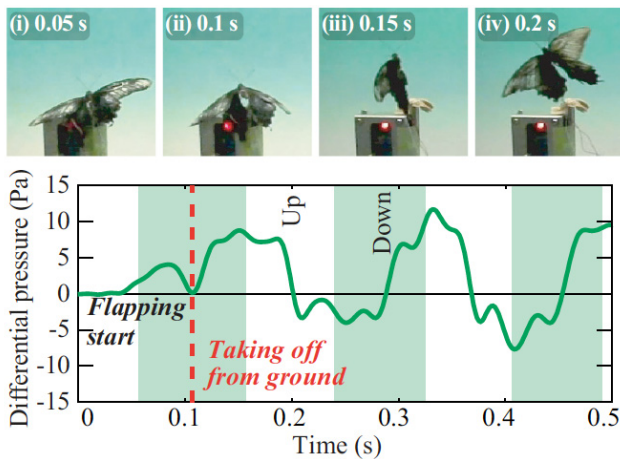 (i) 0.05 s
(ii) 0.1 s
(iii) 0.15 s
(iv) 0.2 s
Differential pressure (Pa)
15
10
5
0
-5
-10
-15
Up
Down
Flapping
start
Taking off
from ground
0
0.1
0.2
0.3
0.4
0.5
Time (s)